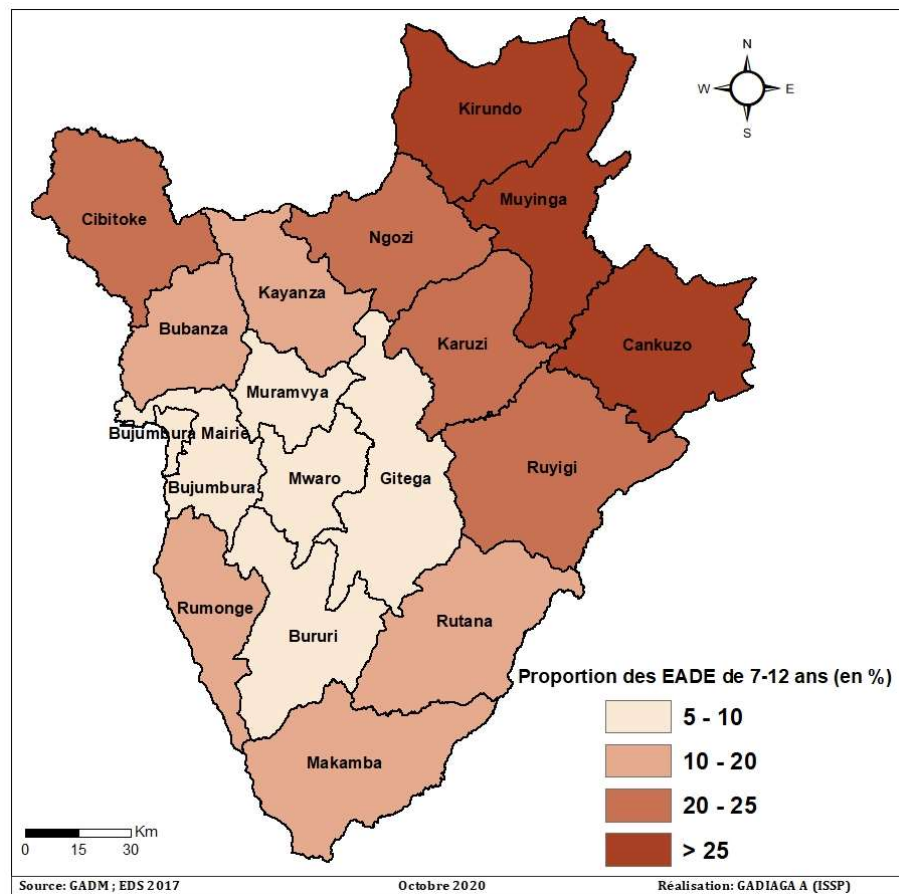 N
W E
S
Kirundo
Muyinga
Cibitoke
Ngozi
Kayanza
Bubanza
Karuzi
Cankuzo
Muramvya
Bujumbura Mairie
Ruyigi
Mwaro
Gitega
Bujumbura
Rumonge
Rutana
Bururi
Makamba
Proportion des EADE de 7-12 ans (en %)
5 - 10
10 - 20
20 - 25
> 25
Km
0 15 30
Source: GADM ; EDS 2017 Octobre 2020 Réalisation: GADIAGA A (ISSP)